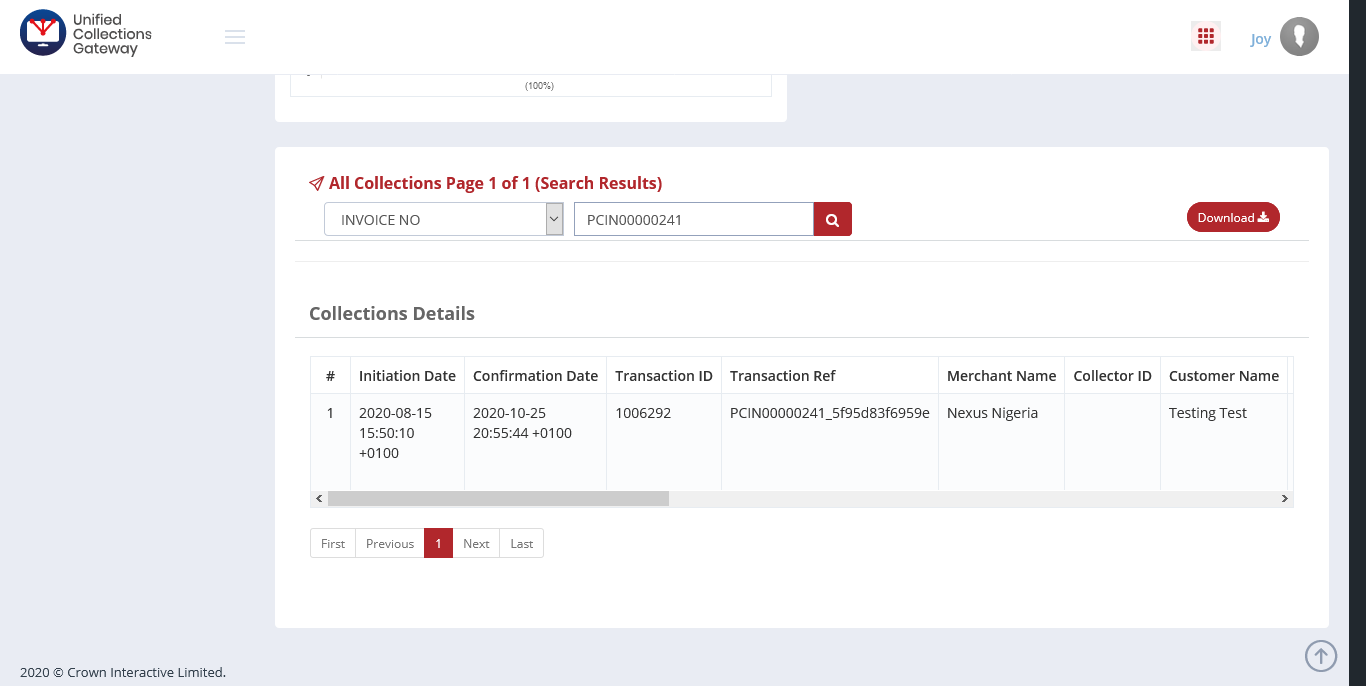 Unified
Collections
Gateway
Joy
(100%)
All Collections Page 1 of 1 (Search Results)
INVOICE NO
PCIN00000241
Download
Collections Details
# Initiation Date Confirmation Date Transaction ID Transaction Ref Merchant Name Collector ID Customer Name
1 2020-08-15 2020-10-25 1006292 PCIN00000241_5f95d83f6959e Nexus Nigeria Testing Test
15:50:10 20:55:44 +0100
+0100
First Previous 1 Next Last
2020 © Crown Interactive Limited.